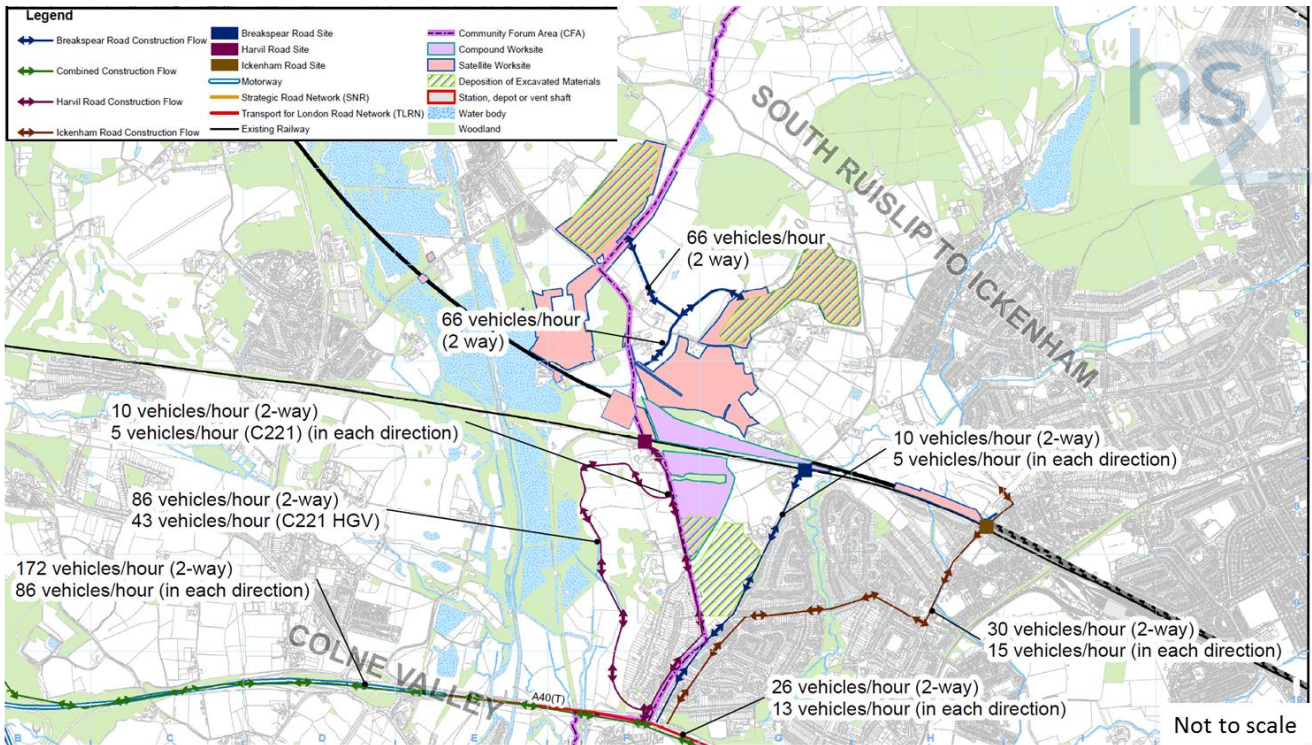 Legend
Breakspear Road Construction Flow
Combined Construction Flow
Harvil Road Construction Flow
Ickenham Road Construction Flow
Breakspear Road Site
Harvil Road Site
Ickenham Road Site
Motorway
Strategic Road Network (SNR)
Transport for London Road Network (TLRN)
Existing Railway
Community Forum Area (CFA)
Compound Worksite
Satellite Worksite
Deposition of Excavated Materials
Station, depot or vent shaft
Water body
Woodland
hs2
SOUTH RUISLIP TO ICKENHAM
66 vehicles/hour
(2 way)
66 vehicles/hour
(2 way)
10 vehicles/hour (2-way)
5 vehicles/hour (C221) (in each direction)
10 vehicles/hour (2-way)
5 vehicles/hour (in each direction)
86 vehicles/hour (2-way)
43 vehicles/hour (C221 HGV)
172 vehicles/hour (2-way)
86 vehicles/hour (in each direction)
COLNE VALLEY
30 vehicles/hour (2-way)
15 vehicles/hour (in each direction)
A40(T)
26 vehicles/hour (2-way)
13 vehicles/hour (in each direction)
Not to scale